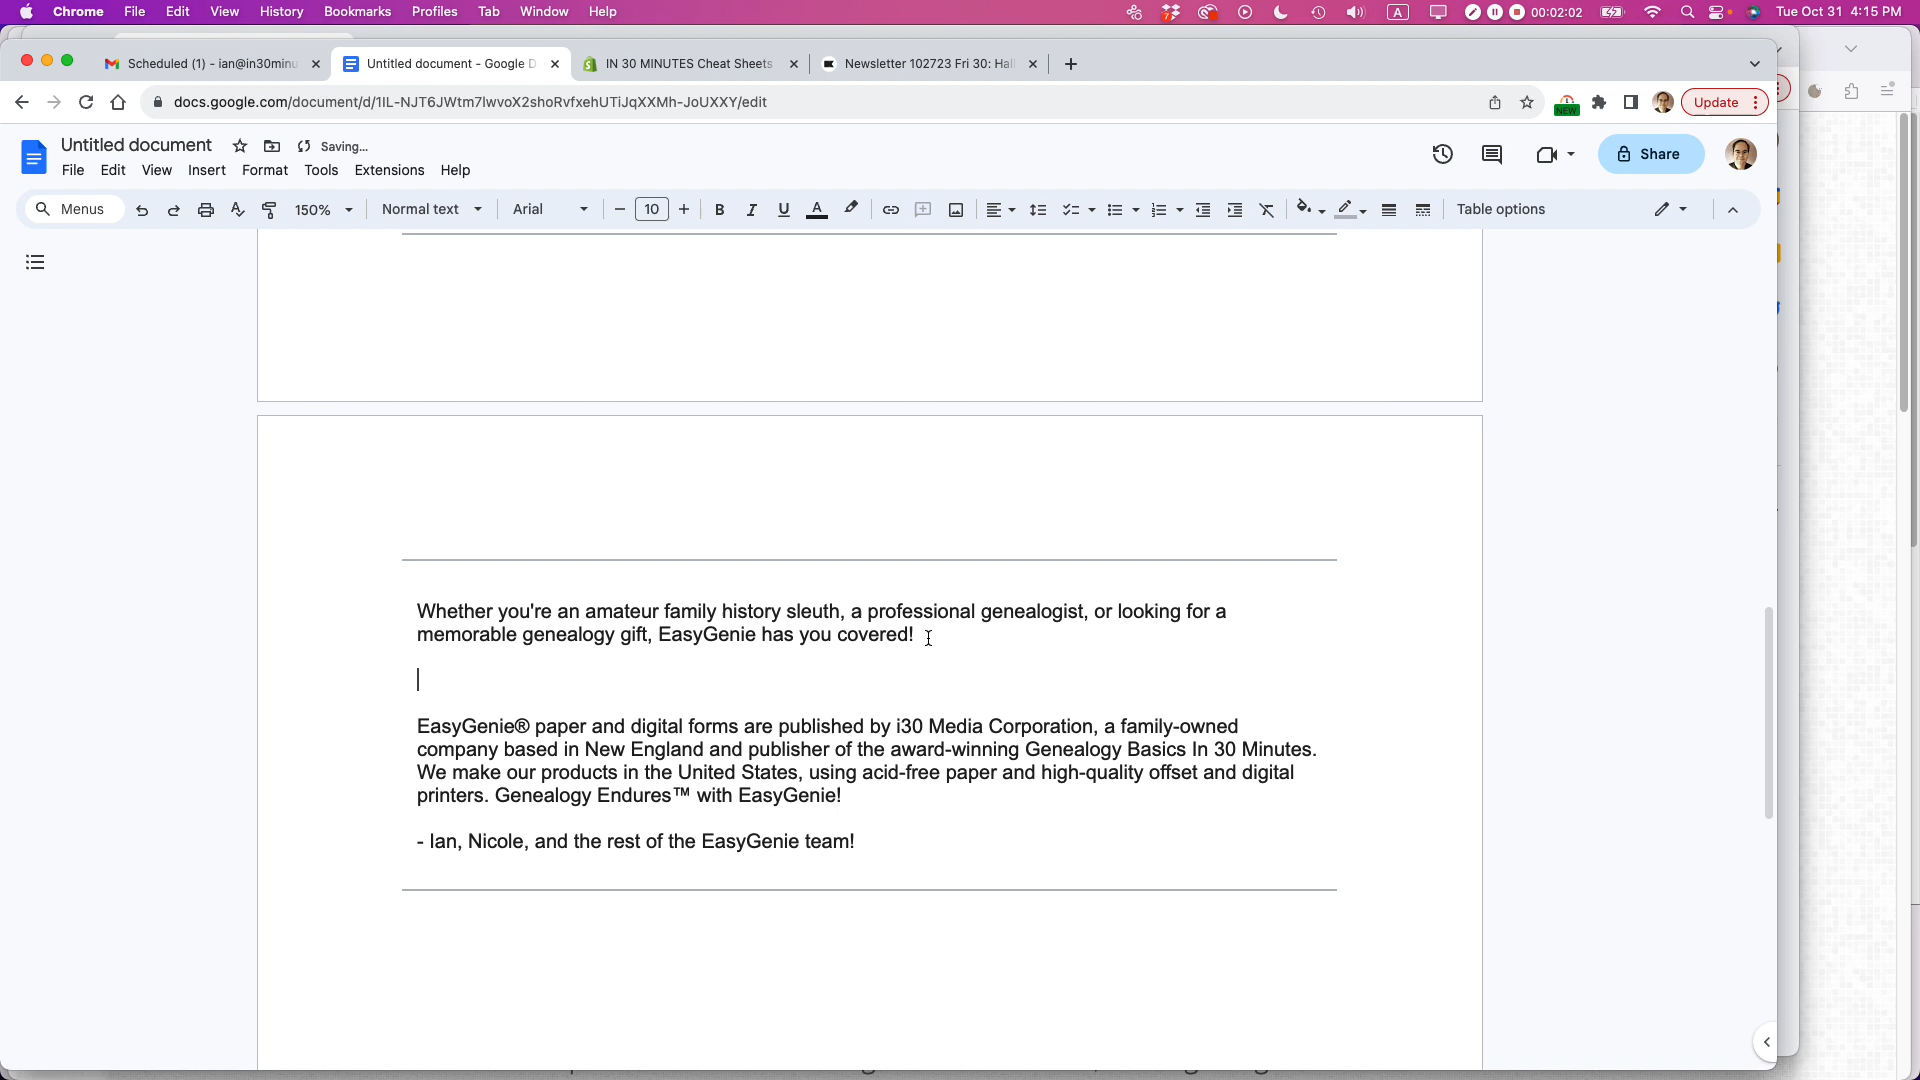 Chrome File Edit View History Bookmarks Profiles Tab Window Help
A 00:02:02 Tue Oct 31 4:15 PM
Scheduled (1) - ian@in30minu
Untitled document - Google D
IN 30 MINUTES Cheat Sheets
Newsletter 102723 Fri 30: Hal
docs.google.com/document/d/1IL-NJT6JWtm7lwvoX2shoRvfxehUTiJqXXMh-JoUXXY/edit
NEW
Update
Untitled document
Saving...
File Edit View Insert Format Tools Extensions Help
Share
Menus
150%
Normal text
Arial
10
B I U A
Table options
Whether you're an amateur family history sleuth, a professional genealogist, or looking for a
memorable genealogy gift, EasyGenie has you covered!
EasyGenie® paper and digital forms are published by i30 Media Corporation, a family-owned
company based in New England and publisher of the award-winning Genealogy Basics In 30 Minutes.
We make our products in the United States, using acid-free paper and high-quality offset and digital
printers. Genealogy Endures™ with EasyGenie!
- Ian, Nicole, and the rest of the EasyGenie team!